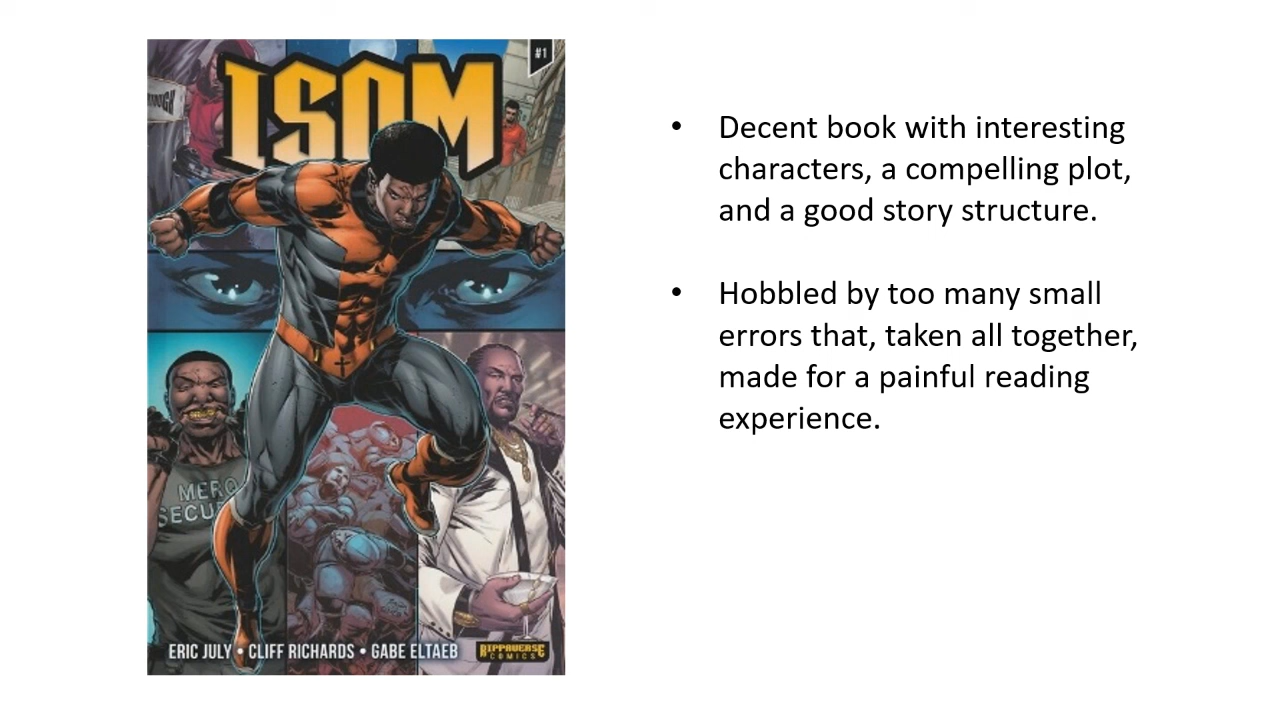 #1
ISOM
MERO
SECU
ERIC JULY • CLIFF RICHARDS • GABE ELTAEB
RIPPAVERSE
COMICS
• Decent book with interesting
characters, a compelling plot,
and a good story structure.
• Hobbled by too many small
errors that, taken all together,
made for a painful reading
experience.